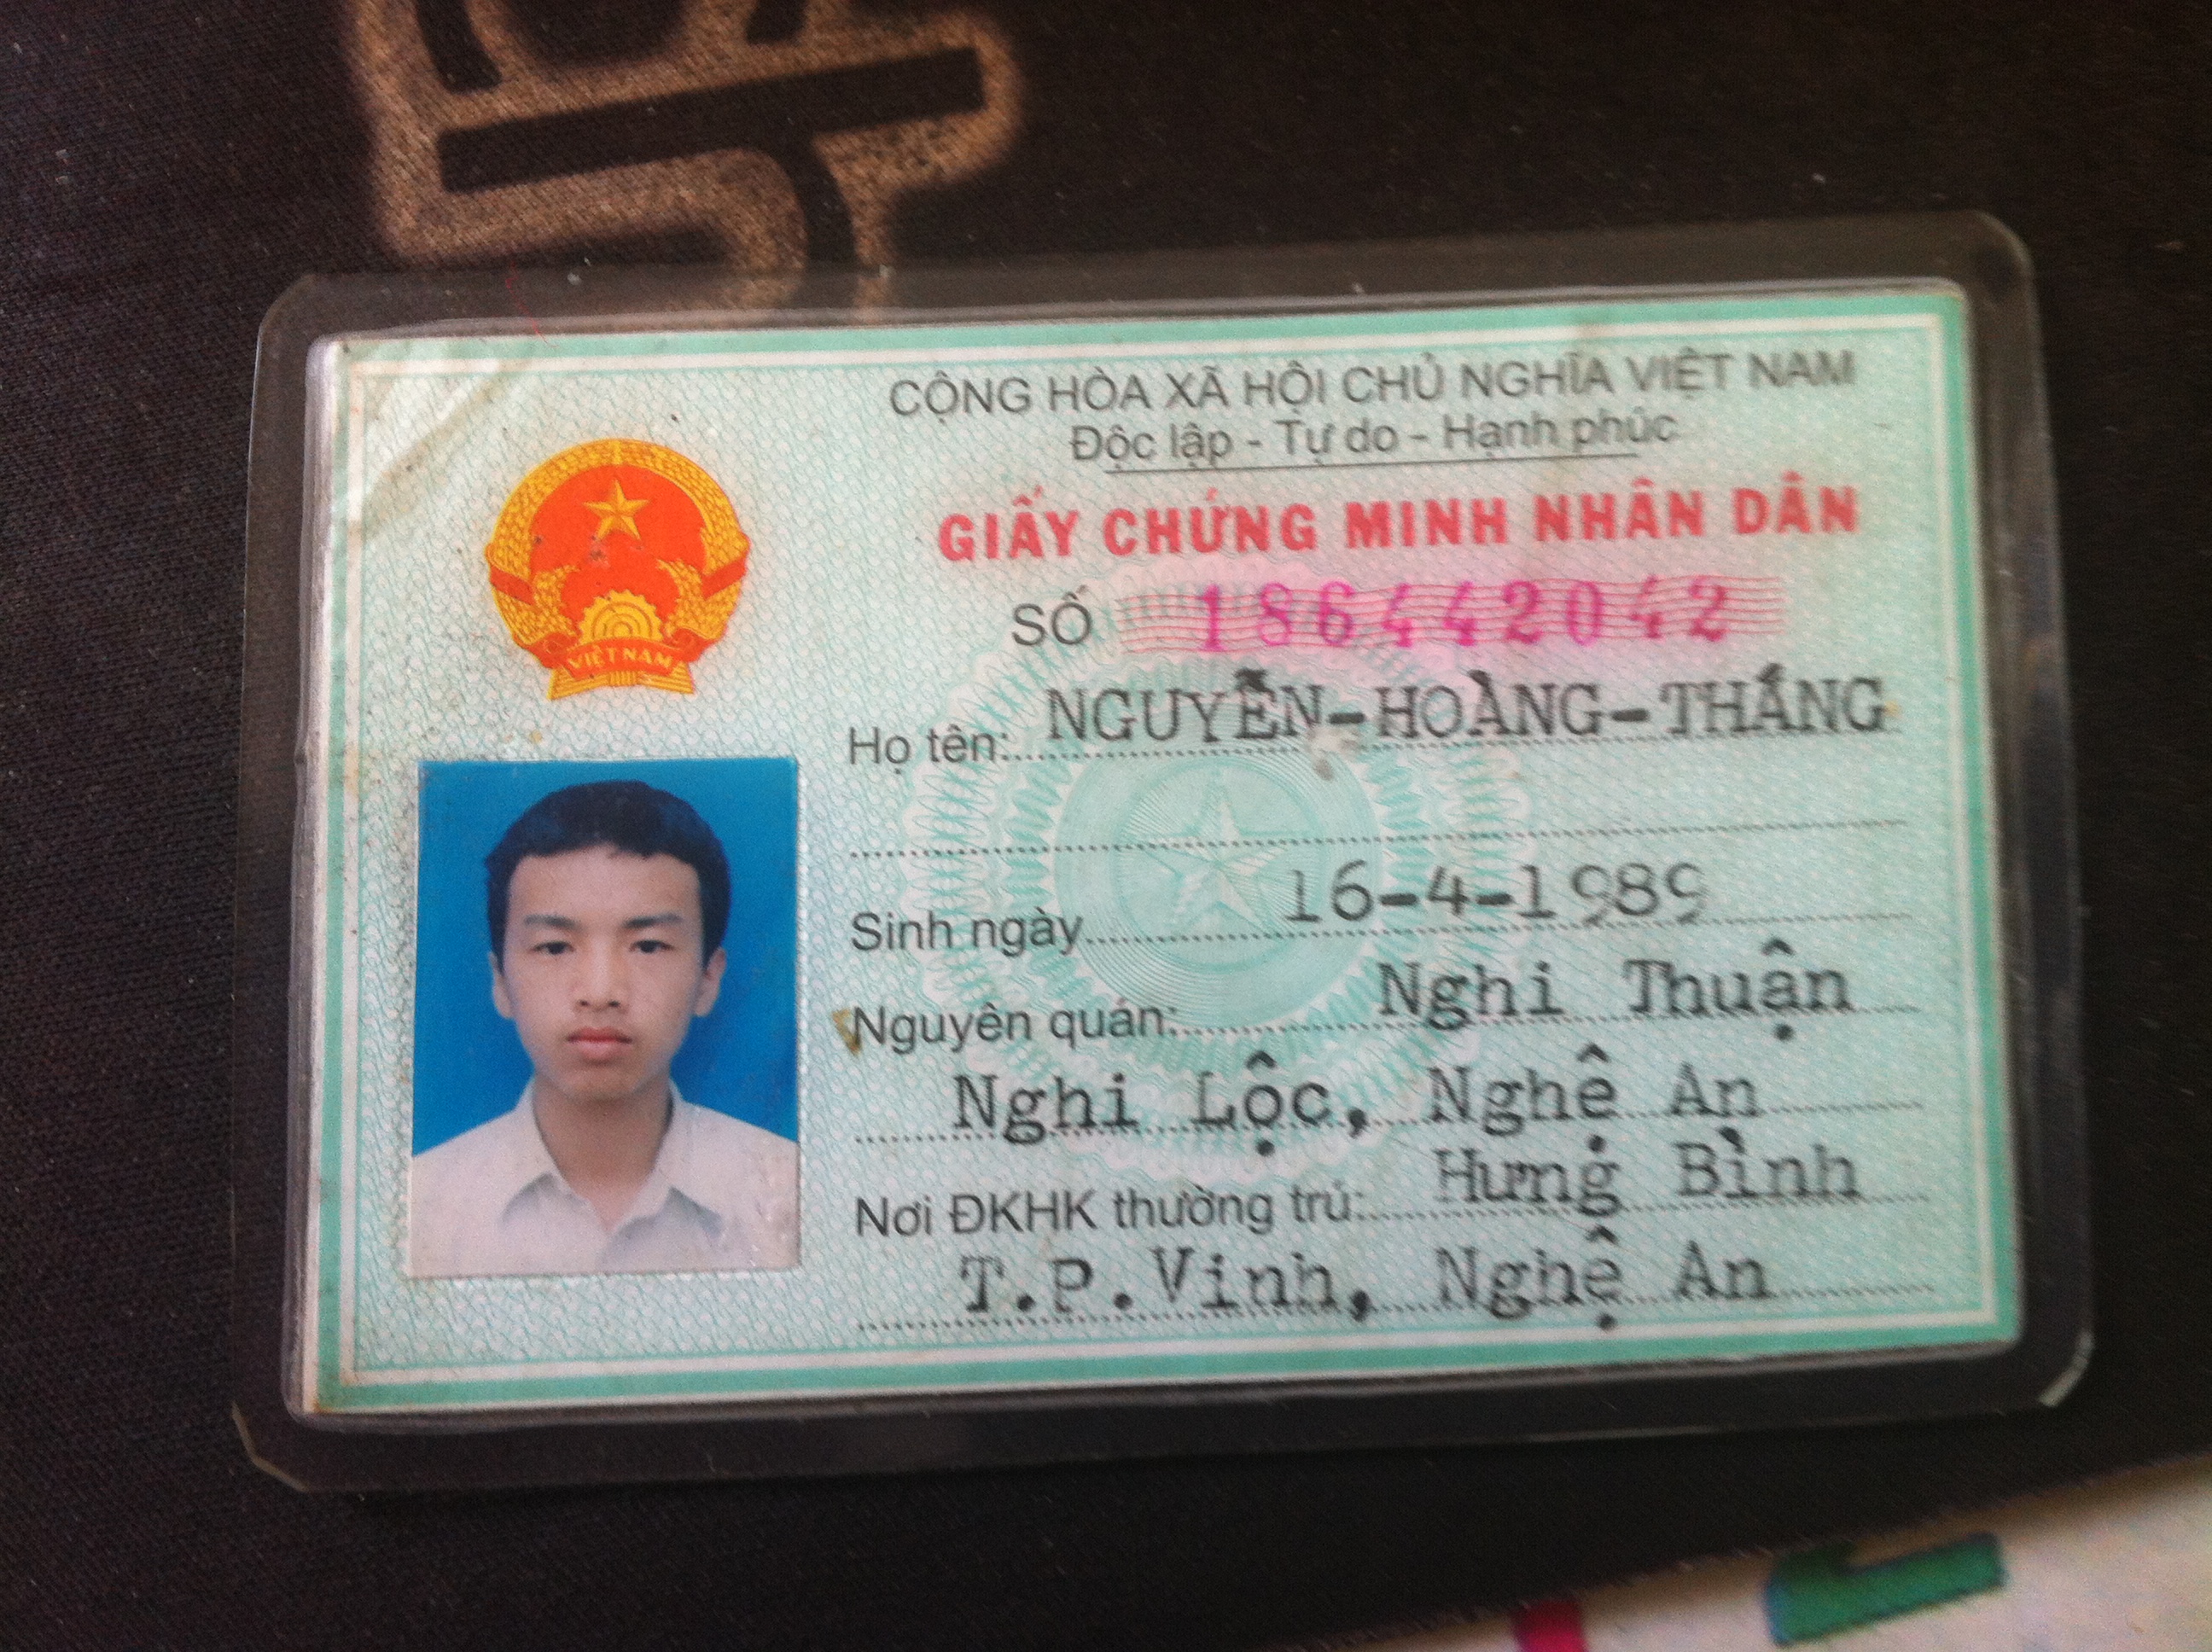 CỘNG HÒA XÃ HỘI CHỦ NGHĨA VIỆT NAM
Độc lập - Tự do - Hạnh phúc
GIẤY CHỨNG MINH NHÂN DÂN
SỐ 186442042
Họ tên: NGUYỄN-HOÀNG-THẮNG
Sinh ngày 16-4-1989
Nguyên quán: Nghi Thuận
Nghi Lộc, Nghệ An
Nơi ĐKHK thường trú: Hưng Bình
T.P.Vinh, Nghệ An
VIỆT NAM